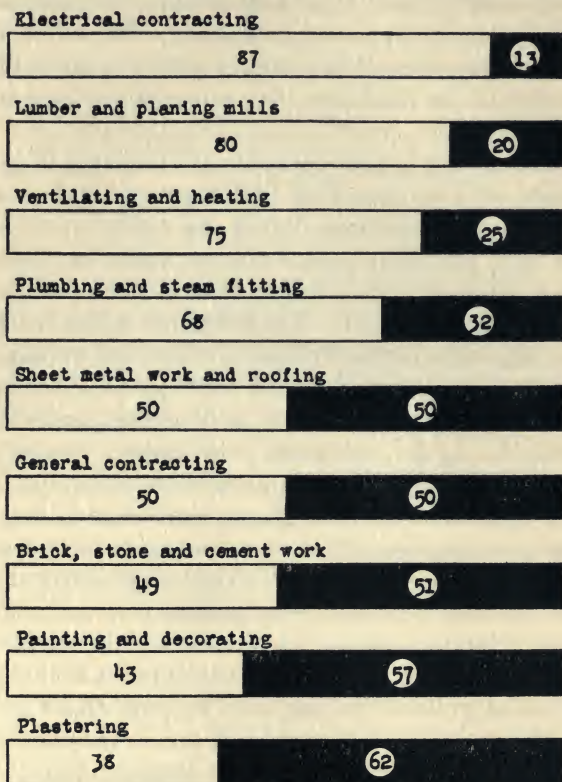 Electrical contracting
87 13
Lumber and planing mills
80 20
Ventilating and heating
75 25
Plumbing and steam fitting
68 32
Sheet metal work and roofing
50 50
General contracting
50 50
Brick, stone and cement work
49 51
Painting and decorating
43 57
Plastering
38 62